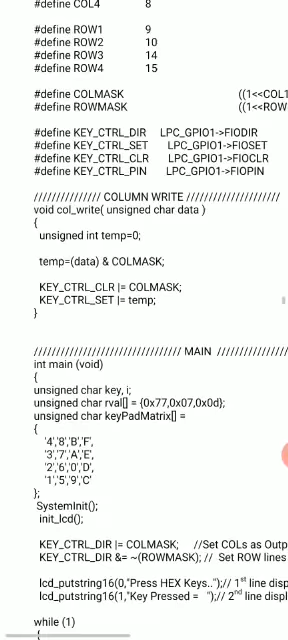 #define COL4 8
#define ROW1 9
#define ROW2 10
#define ROW3 14
#define ROW4 15
#define COLMASK ((1<<COL1
#define ROWMASK ((1<<ROW
#define KEY_CTRL_DIR LPC_GPIO1->FIODIR
#define KEY_CTRL_SET LPC_GPIO1->FIOSET
#define KEY_CTRL_CLR LPC_GPIO1->FIOCLR
#define KEY_CTRL_PIN LPC_GPIO1->FIOPIN
/////////////// COLUMN WRITE /////////////////////
void col_write( unsigned char data )
{
unsigned int temp=0;
temp=(data) & COLMASK;
KEY_CTRL_CLR |= COLMASK;
KEY_CTRL_SET |= temp;
}
///////////////////////////////// MAIN /////////////////
int main (void)
{
unsigned char key, i;
unsigned char rval[] = {0x77,0x07,0x0d};
unsigned char keyPadMatrix[] =
{
'4','8','B','F',
'3','7','A','E',
'2','6','0','D',
'1','5','9','C'
};
SystemInit();
init_lcd();
KEY_CTRL_DIR |= COLMASK; //Set COLs as Outp
KEY_CTRL_DIR &= ~(ROWMASK); // Set ROW lines
lcd_putstring16(0,"Press HEX Keys..");// 1st line displ
lcd_putstring16(1,"Key Pressed = ");// 2nd line displ
while (1)
{